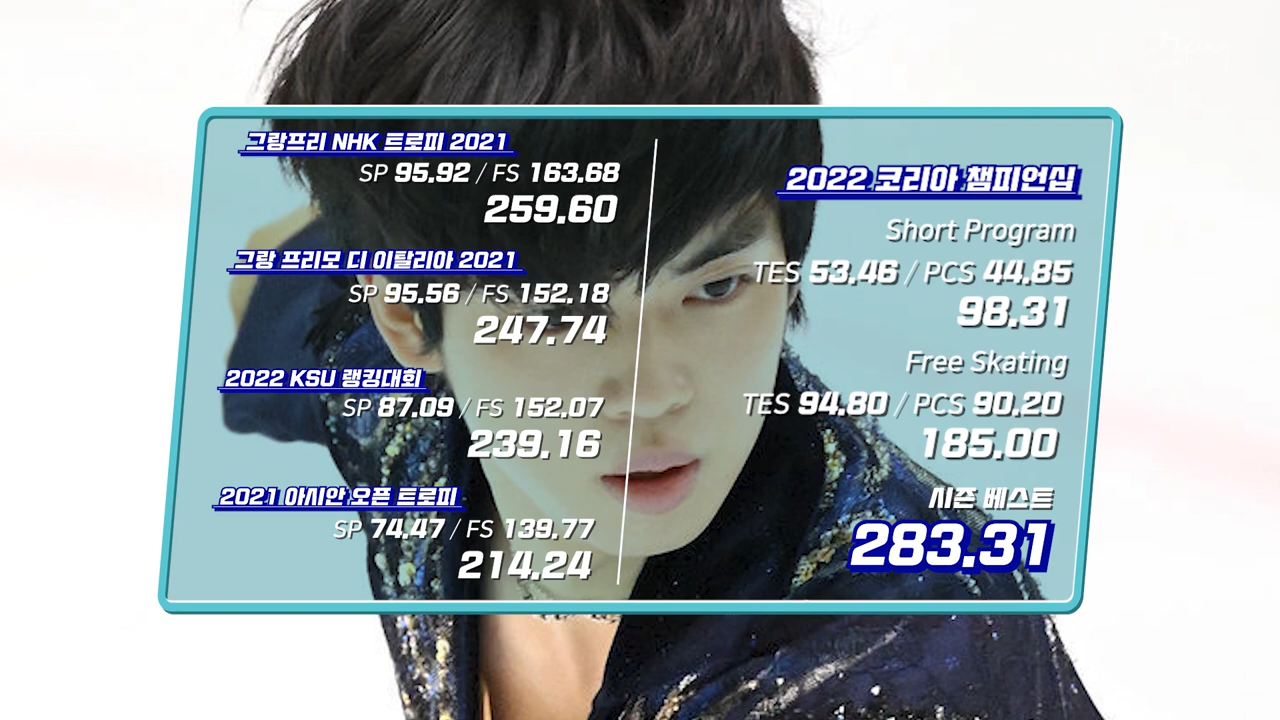 그랑프리 NHK 트로피 2021
SP 95.92 / FS 163.68
259.60
그랑 프리모 디 이탈리아 2021
SP 95.56 / FS 152.18
247.74
2022 KSU 랭킹대회
SP 87.09 / FS 152.07
239.16
2021 아시안 오픈 트로피
SP 74.47 / FS 139.77
214.24
2022 코리아 챔피언십
Short Program
TES 53.46 / PCS 44.85
98.31
Free Skating
TES 94.80 / PCS 90.20
185.00
시즌 베스트
283.31